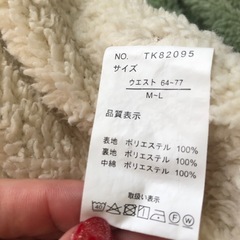 NO. TK82095
サイズ
ウエスト 64-77
M~L
品質表示
表地 ポリエステル 100%
裏地 ポリエステル 100%
中綿 ポリエステル 100%
取扱い表示